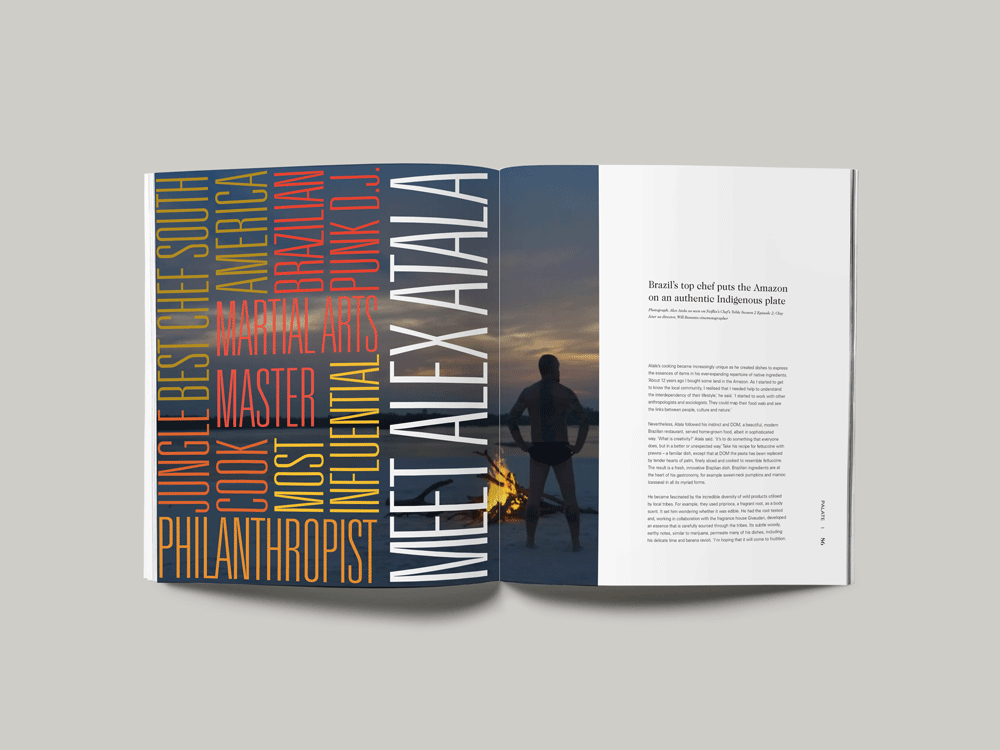 BEST CHEF SOUTH
AMERICA
BRAZILIAN
PUNK D.J.
MARTIAL ARTS
MASTER
JUNGLE
COOK
MOST
INFLUENTIAL
PHILANTHROPIST
MEET ALEX ATALA
Brazil's top chef puts the Amazon
on an authentic Indigenous plate
Photograph: Alex Atala as seen on Netflix's Chef's Table Season 2 Episode 2; Clay
Jeter as director, Will Basanta cinematographer
Atala's cooking became increasingly unique as he created dishes to express
the essences of items in his everexpanding repertoire of native ingredients.
'About 12 years ago I bought some land in the Amazon. As I started to get
to know the local community, I realised that I needed help to understand
the interdependency of their lifestyle,' he said. 'I started to work with other
anthropologists and sociologists. They could map their food web and see
the links between people, culture and nature.'
Nevertheless, Atala followed his instinct and DOM, a beautiful, modern
Brazilian restaurant, served home-grown food, albeit in sophisticated
way. 'What is creativity?' Atala said. 'It's to do something that everyone
does, but in a better or unexpected way.' Take his recipe for fettuccine with
prawns – a familiar dish, except that at DOM the pasta has been replaced
by tender hearts of palm, finely sliced and cooked to resemble fettuccine.
The result is a fresh, innovative Brazilian dish. Brazilian ingredients are at
the heart of his gastronomy, for example sweet-neck pumpkins and manioc
(cassava) in all its myriad forms.
He became fascinated by the incredible diversity of wild products utilised
by local tribes. For example, they used priprioca, a fragrant root, as a body
scent. It set him wondering whether it was edible. He had the root tested
and, working in collaboration with the fragrance house Givaudan, developed
an essence that is carefully sourced through the tribes. Its subtle woody,
earthy notes, similar to marijuana, permeate many of his dishes, including
his delicate lime and banana ravioli. 'I'm hoping that it will come to fruition.
PALATE | N6